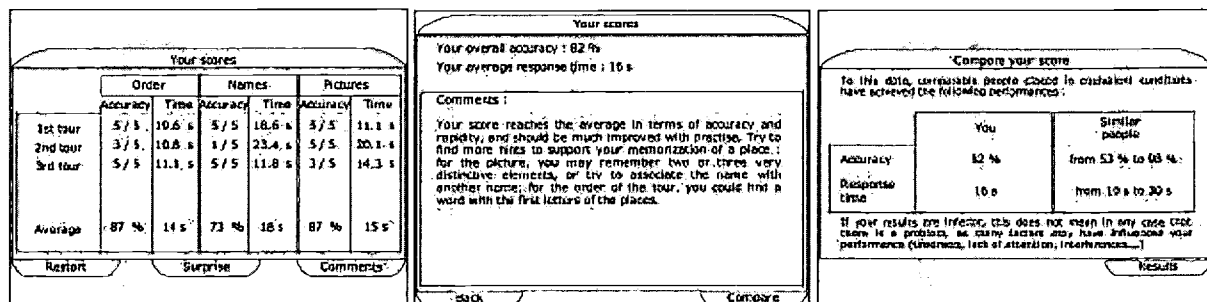 Your scores
Order Names Pictures
Accuracy Time Accuracy Time Accuracy Time
1st tour 5/5 19.6 s 5/5 18.6 s 5/5 11.1 s
2nd tour 3/5 10.8 s 1/5 23.4 s 5/5 20.1 s
3rd tour 5/5 11.1 s 5/5 11.8 s 3/5 14.3 s
Average 87 % 14 s 73 % 18 s 87 % 15 s
Restart Surprise Comments
Your scores
Your overall accuracy : 82 %
Your average response time : 16 s
Comments :
Your score reaches the average in terms of accuracy and
rapidity, and should be much improved with practise. Try to
find more hints to support your memorization of a place :
for the picture, you may remember two or three very
distinctive elements, or try to associate the name with
another name; for the order of the tour, you could find a
word with the first letters of the places.
Back Compare
Compare your score
To this date, comparable people placed in equivalent conditions
have achieved the following performances :
You Similar
people
Accuracy 82 % from 53 % to
Response
time 16 s from 10 s to 30 s
If your results are inferior, this does not mean in any case that
there is a problem, as many factors may have influenced your
performance (tiredness, lack of attention, interferences...)
Results